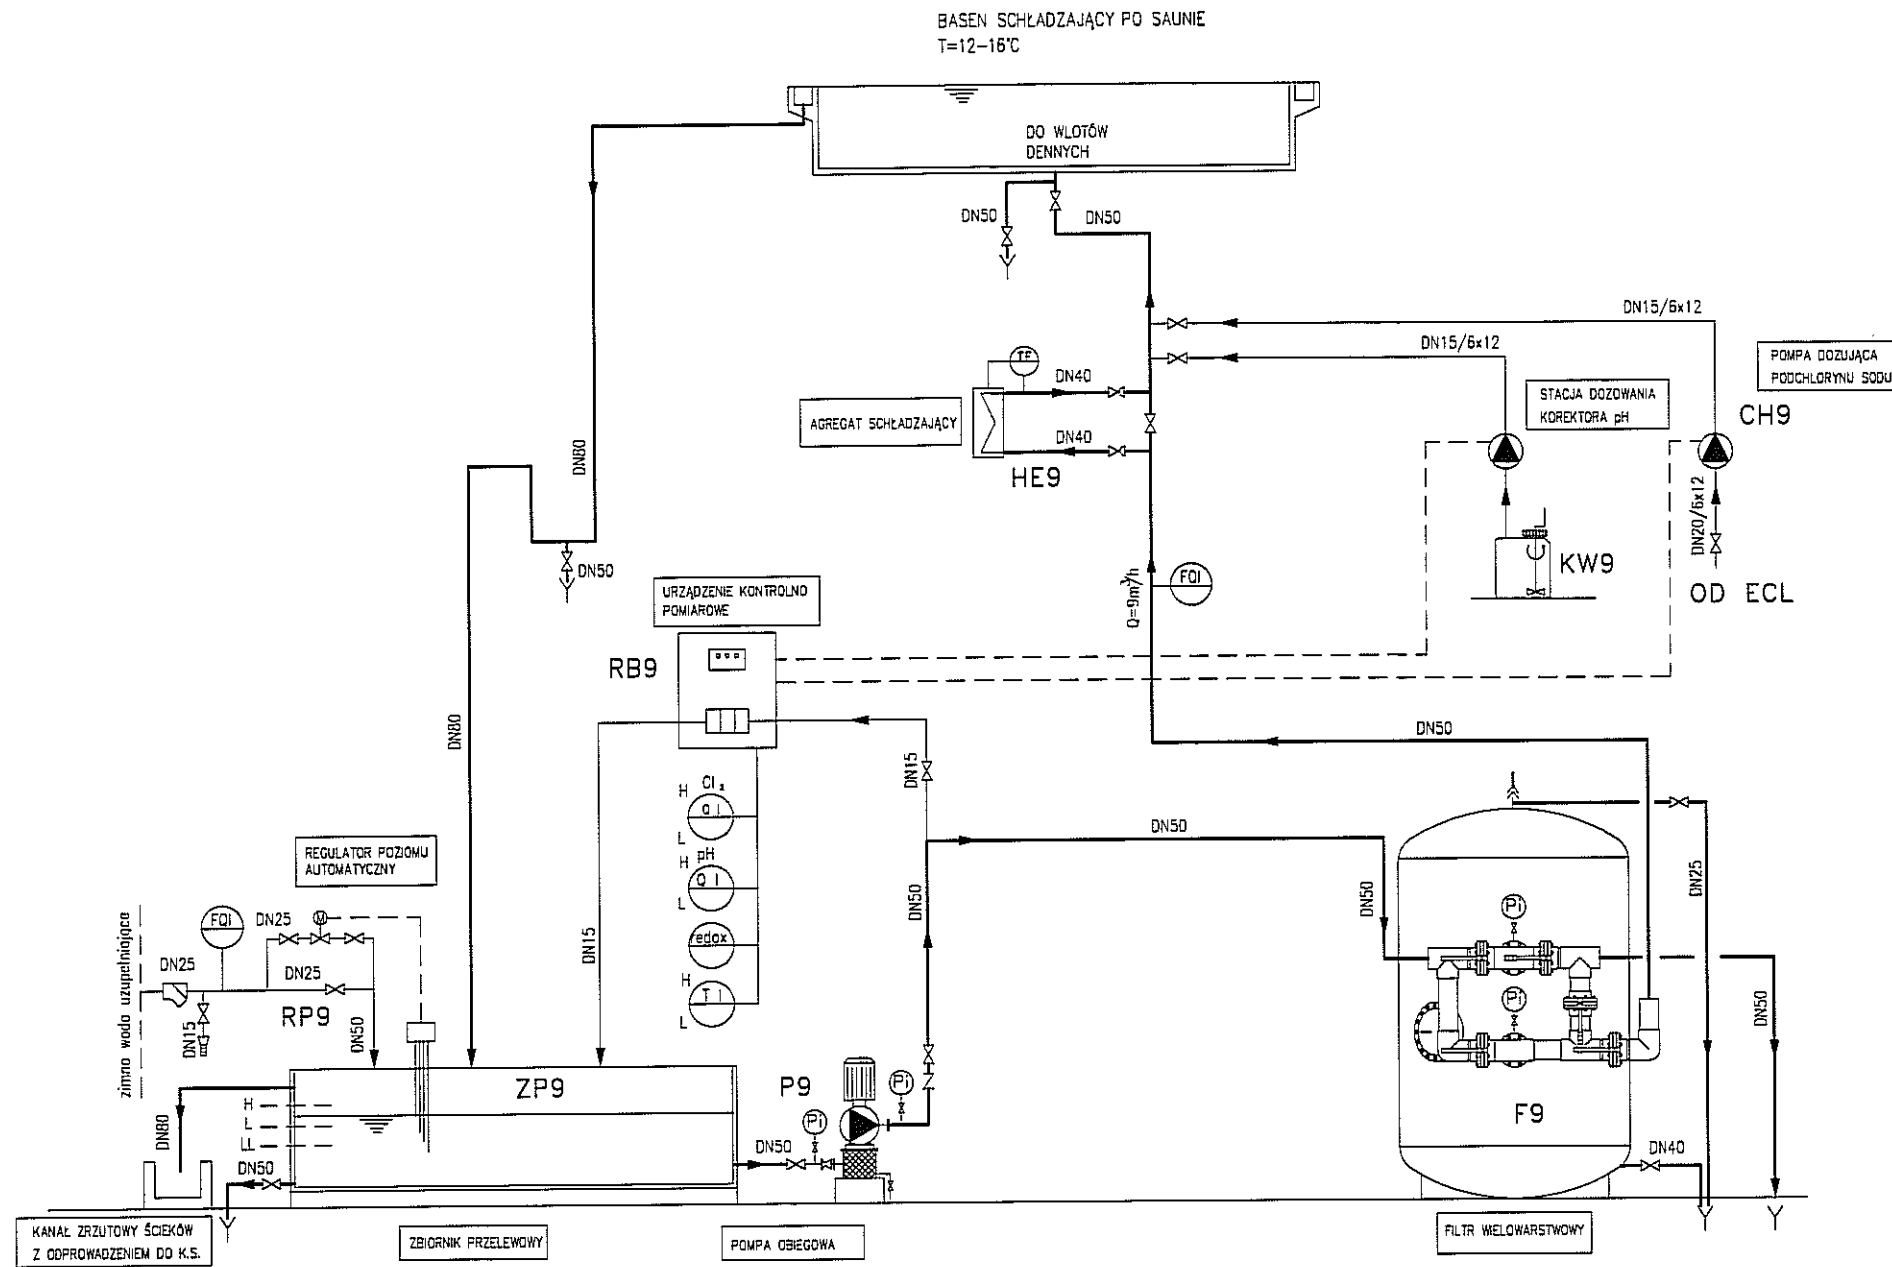 BASEN SCHŁADZAJĄCY PO SAUNIE
T=12-16°C
DO WLOTÓW
DENNYCH
DN50
DN50
DN15/6x12
DN15/6x12
POMPA DOZUJĄCA
PODCHLORYNU SODU
TE
DN40
AGREGAT SCHŁADZAJĄCY
STACJA DOZOWANIA
KOREKTORA pH
CH9
DN40
HE9
DN80
DN20/6x12
DN50
KW9
OD ECL
FQI
Q=9m³/h
URZĄDZENIE KONTROLNO
POMIAROWE
RB9
DN80
DN50
DN15
H
Cl₂
Q I
L
DN50
REGULATOR POZIOMU
AUTOMATYCZNY
H
pH
Q I
L
DN50
DN50
DN25
Pi
zimna woda uzupełniająca
FQI
DN25
M
DN15
redox
DN25
DN25
H
T I
L
Pi
DN50
RP9
DN15
DN50
ZP9
P9
Pi
Pi
F9
H
L
LL
DN80
DN50
DN50
DN40
KANAŁ ZRZUTOWY ŚCIEKÓW
Z ODPROWADZENIEM DO K.S.
ZBIORNIK PRZELEWOWY
POMPA OBIEGOWA
FILTR WIELOWARSTWOWY